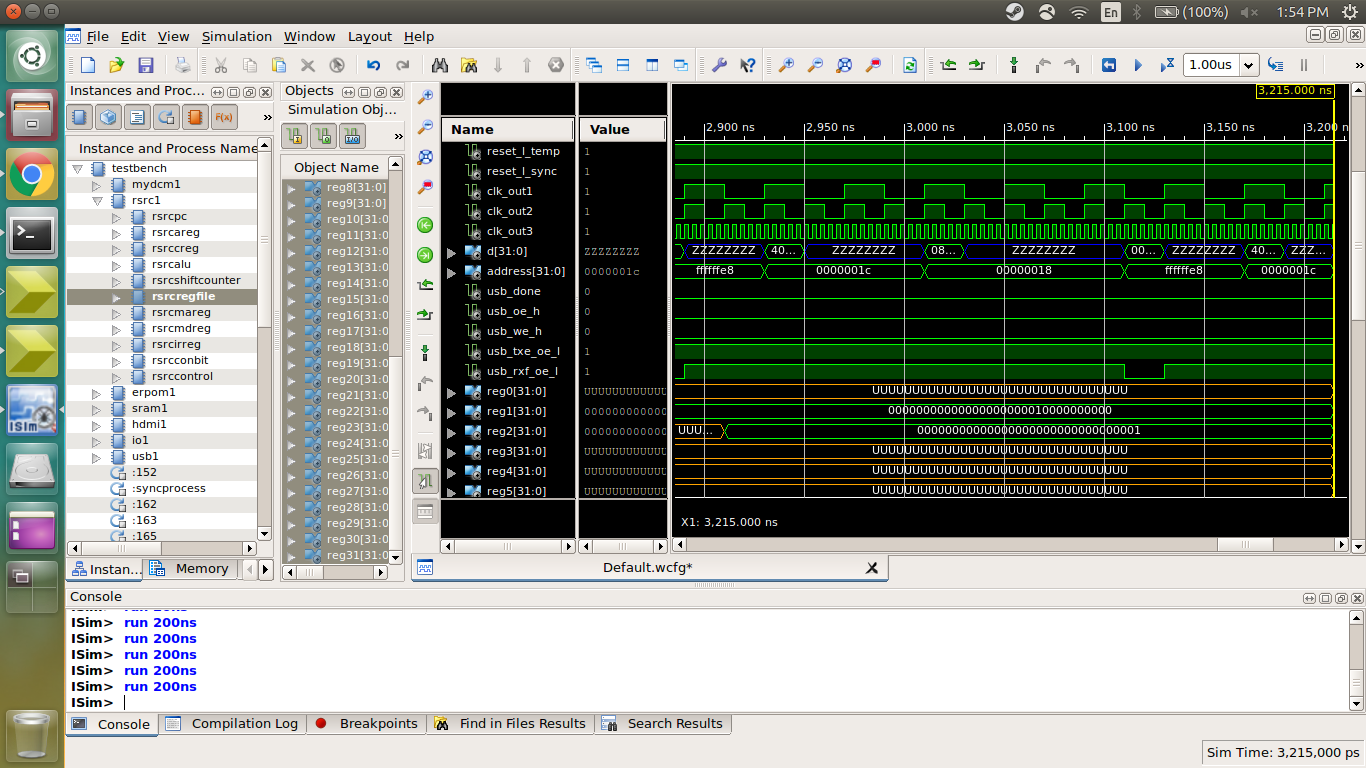 En (100%) 1:54 PM
File Edit View Simulation Window Layout Help
1.00us
»
Instances and Proc...
»
Instance and Process Name
testbench
mydcm1
rsrc1
rsrcpc
rsrcareg
rsrccreg
rsrcalu
rsrcshiftcounter
rsrcregfile
rsrcmareg
rsrcmdreg
rsrcirreg
rsrcconbit
rsrccontrol
erpom1
sram1
hdmi1
io1
usb1
:152
:syncprocess
:162
:163
:165
Instan... Memory
Objects
Simulation Obj...
»
Object Name
reg8[31:0]
reg9[31:0]
reg10[31:0
reg11[31:0
reg12[31:0
reg13[31:0
reg14[31:0
reg15[31:0
reg16[31:0
reg17[31:0
reg18[31:0
reg19[31:0
reg20[31:0
reg21[31:0
reg22[31:0
reg23[31:0
reg24[31:0
reg25[31:0
reg26[31:0
reg27[31:0
reg28[31:0
reg29[31:0
reg30[31:0
reg31[31:0
3,215.000 ns
Name Value 2,900 ns 2,950 ns 3,000 ns 3,050 ns 3,100 ns 3,150 ns 3,200 n
reset_l_temp 1
reset_l_sync 1
clk_out1 1
clk_out2 1
clk_out3 1
d[31:0] ZZZZZZZZ ZZZZZZZZ 40... ZZZZZZZZ 08... ZZZZZZZZ 00... ZZZZZZZZ 40... ZZZ...
address[31:0] 0000001c ffffffe8 0000001c 00000018 ffffffe8 0000001c
usb_done 0
usb_oe_h 0
usb_we_h 0
usb_txe_oe_l 1
usb_rxf_oe_l 1
reg0[31:0] UUUUUUUUUUUUU UUUUUUUUUUUUUUUUUUUUUUUUUUUUUUUU
reg1[31:0] 000000000000 00000000000000000000010000000000
reg2[31:0] 000000000000 UUU... 00000000000000000000000000000001
reg3[31:0] UUUUUUUUUUUUU UUUUUUUUUUUUUUUUUUUUUUUUUUUUUUUU
reg4[31:0] UUUUUUUUUUUUU UUUUUUUUUUUUUUUUUUUUUUUUUUUUUUUU
reg5[31:0] UUUUUUUUUUUUU UUUUUUUUUUUUUUUUUUUUUUUUUUUUUUUU
X1: 3,215.000 ns
Default.wcfg*
Console
ISim> run 200ns
ISim> run 200ns
ISim> run 200ns
ISim> run 200ns
ISim> run 200ns
ISim>
Console Compilation Log Breakpoints Find in Files Results Search Results
Sim Time: 3,215,000 ps
ISim